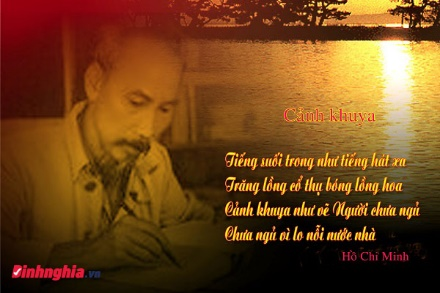 Cảnh khuya
Tiếng suối trong như tiếng hát xa
Trăng lồng cổ thụ bóng lồng hoa
Cảnh khuya như vẽ Người chưa ngủ
Chưa ngủ vì lo nỗi nước nhà
Hồ Chí Minh
Dinhnghia.vn